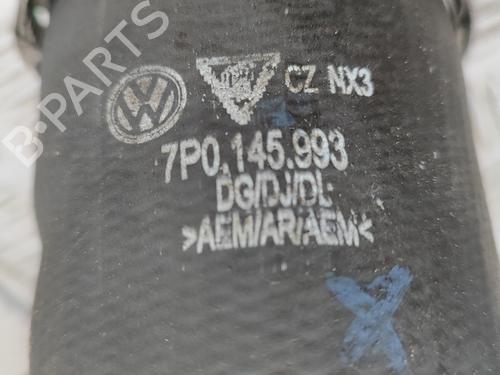 CZ NX3
7P0.145.993
DG/DJ/DL
>AEM/AR/AEM<
X
B-PARTS